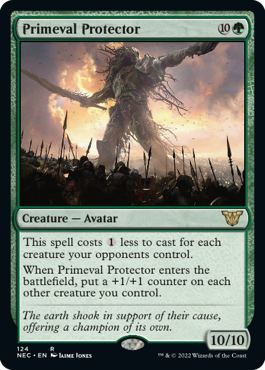 Primeval Protector 10
Creature — Avatar
This spell costs 1 less to cast for each
creature your opponents control.
When Primeval Protector enters the
battlefield, put a +1/+1 counter on each
other creature you control.
The earth shook in support of their cause,
offering a champion of its own.
10/10
124 R
NEC • EN Jaime Jones
™ & © 2022 Wizards of the Coast